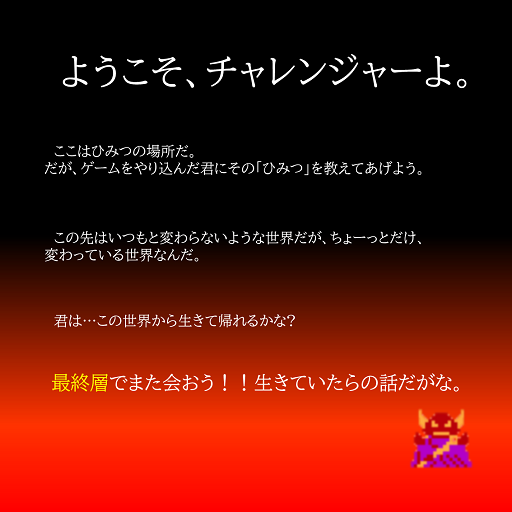 ようこそ、チャレンジャーよ。
ここはひみつの場所だ。
だが、ゲームをやり込んだ君にその「ひみつ」を教えてあげよう。
この先はいつもと変わらないような世界だが、ちょーっとだけ、
変わっている世界なんだ。
君は…この世界から生きて帰れるかな？
最終層でまた会おう！！生きていたらの話だがな。